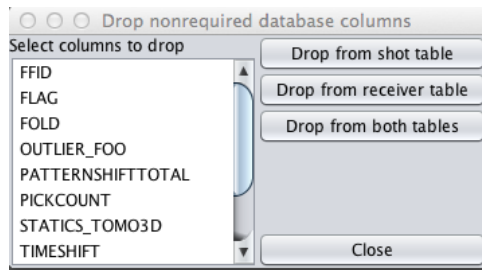 Drop nonrequired database columns
Select columns to drop
FFID
FLAG
FOLD
OUTLIER_FOO
PATTERNSHIFTTOTAL
PICKCOUNT
STATICS_TOMO3D
TIMESHIFT
Drop from shot table
Drop from receiver table
Drop from both tables
Close